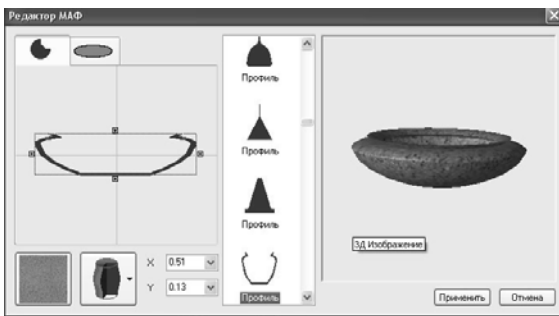 Редактор МАФ
Профиль
Профиль
Профиль
Профиль
X 0.51
Y 0.13
3Д Изображение
Применить
Отмена